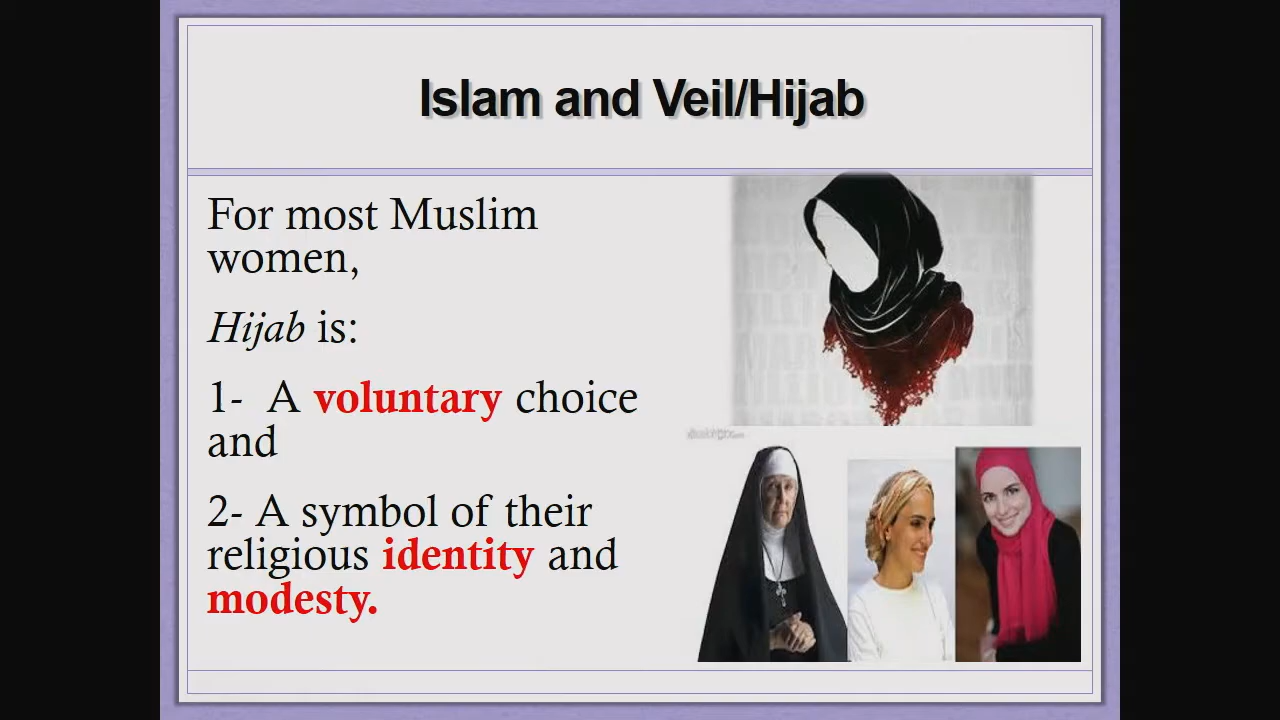 Islam and Veil/Hijab
For most Muslim
women,
Hijab is:
1- A voluntary choice
and
2- A symbol of their
religious identity and
modesty.